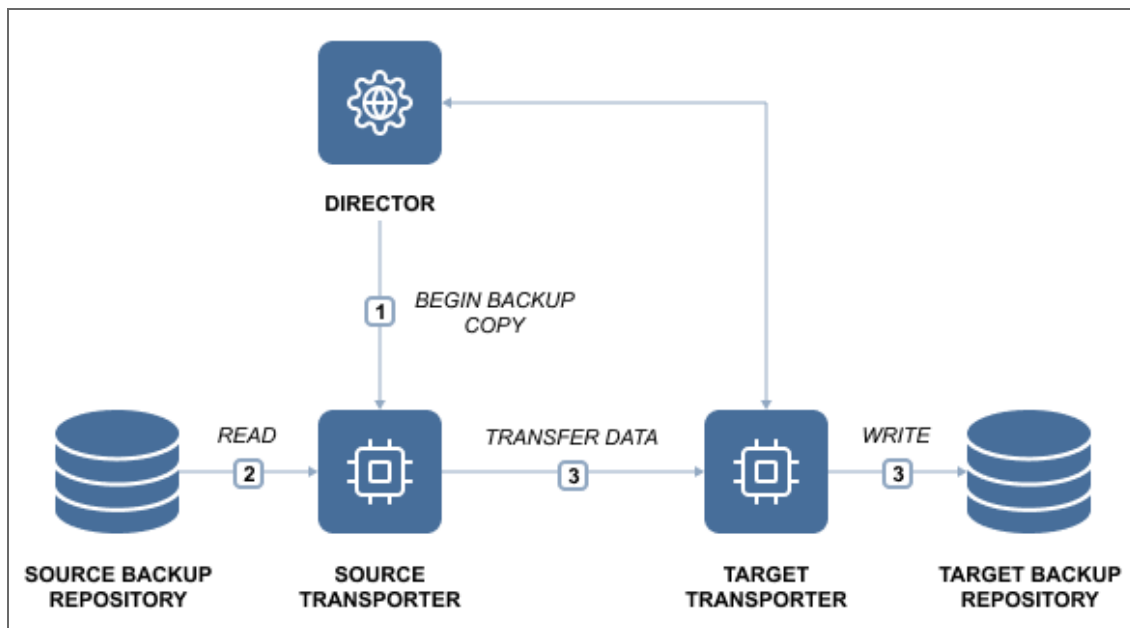 DIRECTOR
1
BEGIN BACKUP
COPY
READ
2
TRANSFER DATA
3
WRITE
3
SOURCE BACKUP
REPOSITORY
SOURCE
TRANSPORTER
TARGET
TRANSPORTER
TARGET BACKUP
REPOSITORY